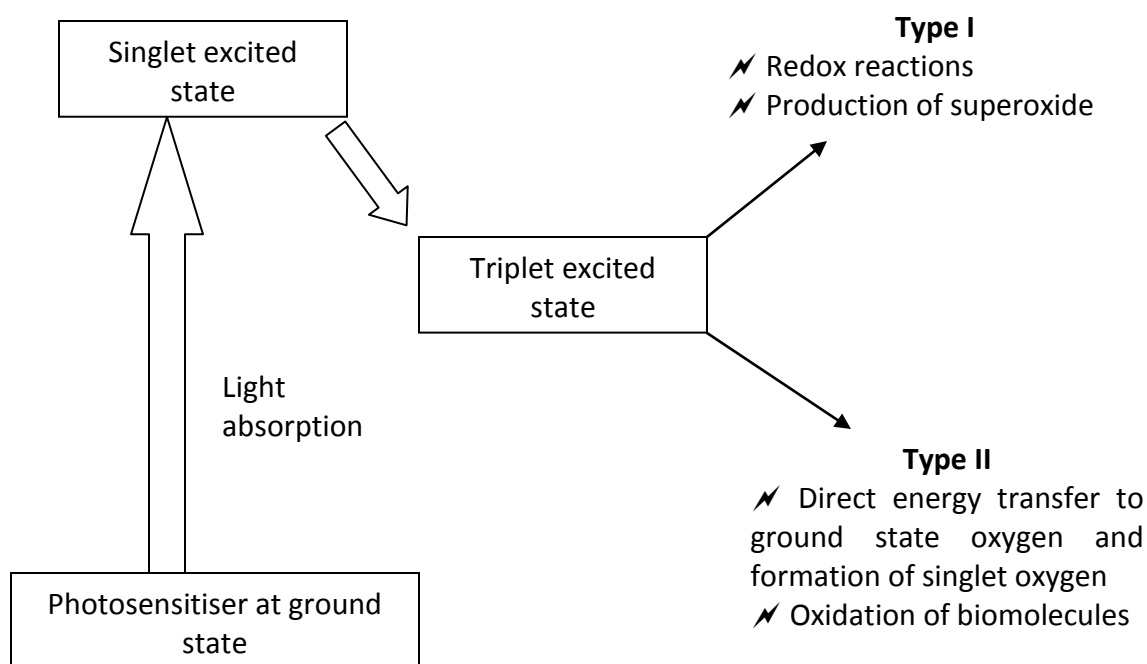 Singlet excited
state
Type I
Redox reactions
Production of superoxide
Triplet excited
state
Light
absorption
Type II
Direct energy transfer to
ground state oxygen and
formation of singlet oxygen
Oxidation of biomolecules
Photosensitiser at ground
state